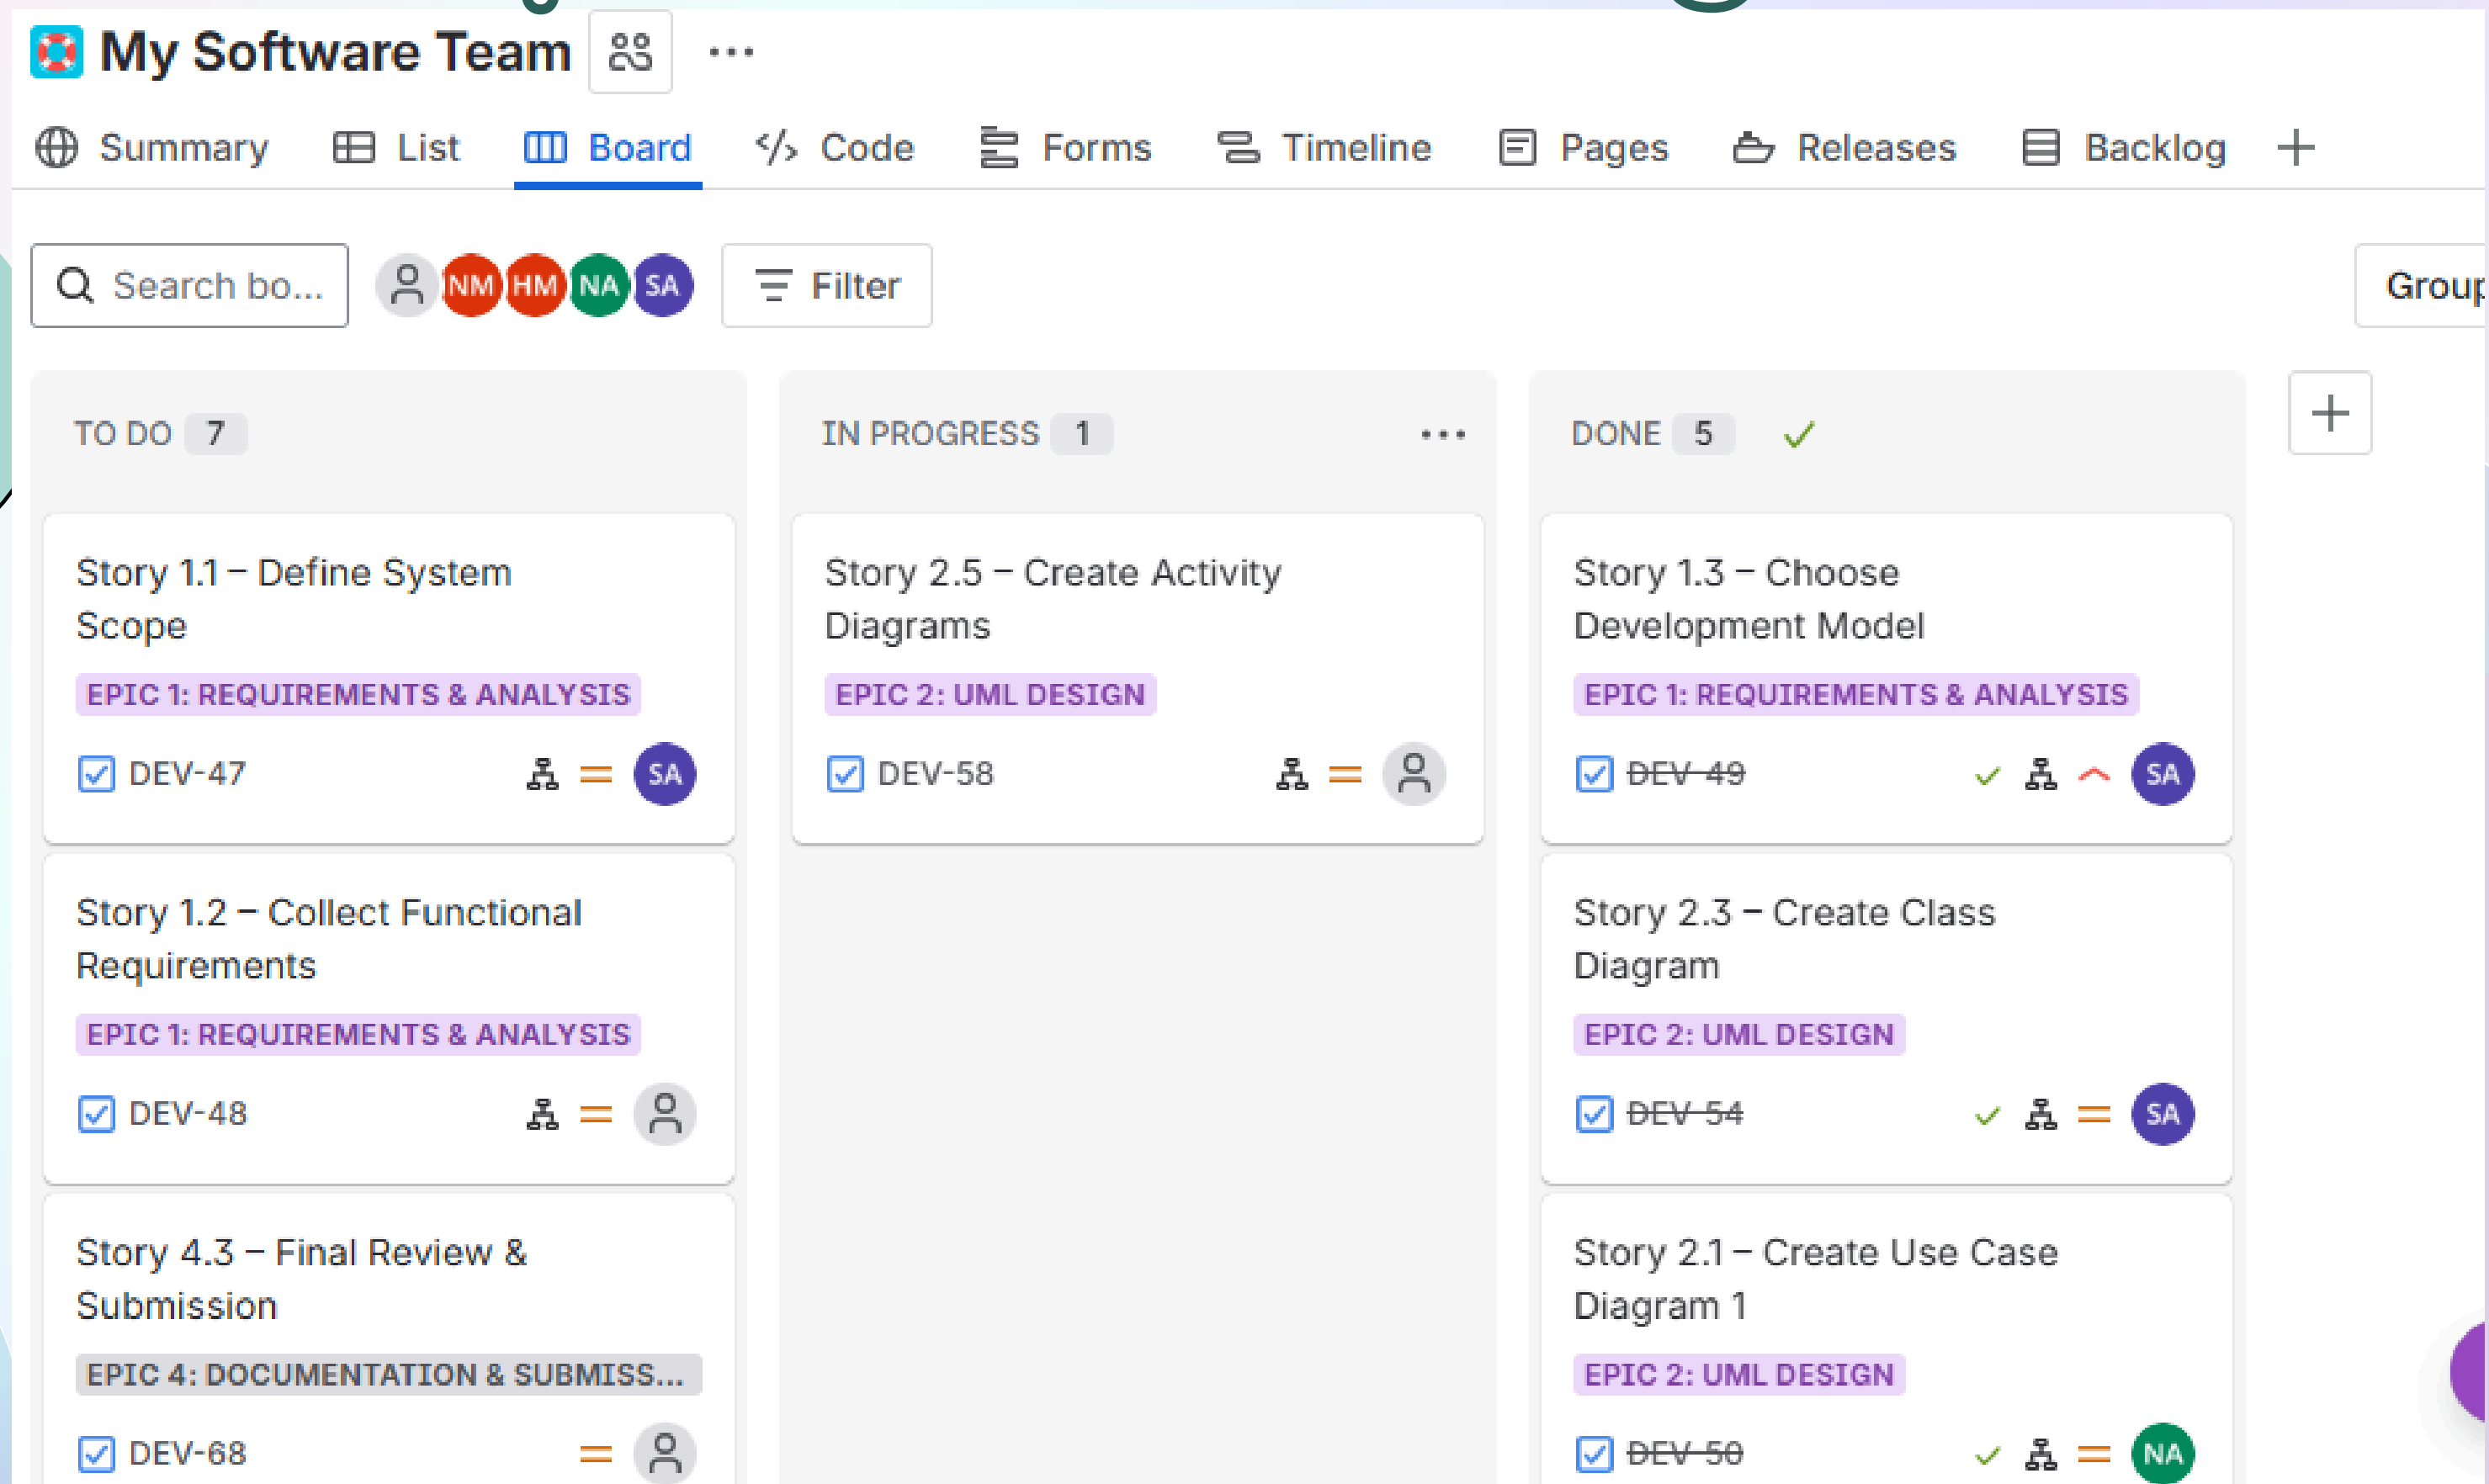 My Software Team
Summary List Board Code Forms Timeline Pages Releases Backlog
Search bo... NM HM NA SA Filter Group
TO DO 7
Story 1.1 – Define System
Scope
EPIC 1: REQUIREMENTS & ANALYSIS
DEV-47 SA
Story 1.2 – Collect Functional
Requirements
EPIC 1: REQUIREMENTS & ANALYSIS
DEV-48
Story 4.3 – Final Review &
Submission
EPIC 4: DOCUMENTATION & SUBMISS...
DEV-68
IN PROGRESS 1
Story 2.5 – Create Activity
Diagrams
EPIC 2: UML DESIGN
DEV-58
DONE 5
Story 1.3 – Choose
Development Model
EPIC 1: REQUIREMENTS & ANALYSIS
DEV-49 SA
Story 2.3 – Create Class
Diagram
EPIC 2: UML DESIGN
DEV-54 SA
Story 2.1 – Create Use Case
Diagram 1
EPIC 2: UML DESIGN
DEV-50 NA